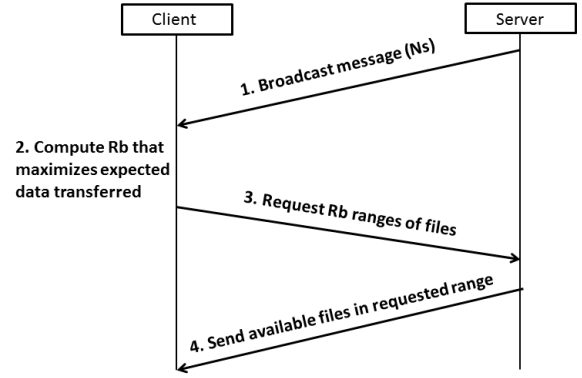 Client
Server
1. Broadcast message (Ns)
2. Compute Rb that
maximizes expected
data transferred
3. Request Rb ranges of files
4. Send available files in requested range